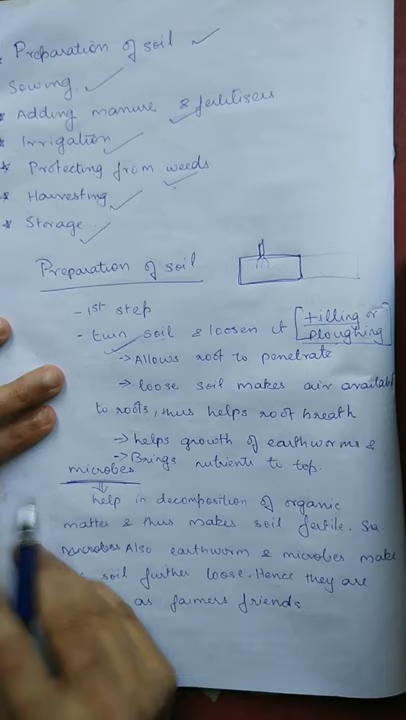 * Preparation of soil
Sowing
* Adding manure & fertilisers
* Irrigation
* Protecting from weeds
* Harvesting
* Storage
Preparation of soil
- 1st step
- turn soil & loosen it [tilling or
ploughing]
→ Allows root to penetrate
→ loose soil makes air availabl
to roots, thus helps root breath
→ helps growth of earthworms &
microbes
→ Brings nutrients to top.
help in decomposition of organic
matter & thus makes soil fertile.
Also earthworm & microbes make
soil further loose. Hence they are
as farmers friends